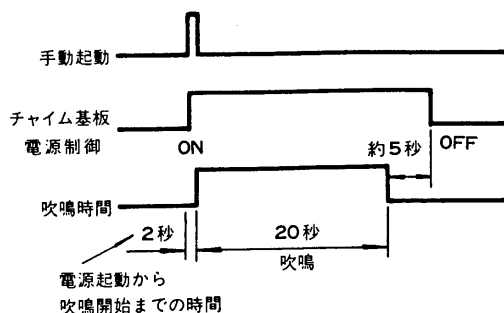 手動起動
チャイム基板
電源制御
ON
約5秒
OFF
吹鳴時間
2秒
20秒
吹鳴
電源起動から
吹鳴開始までの時間